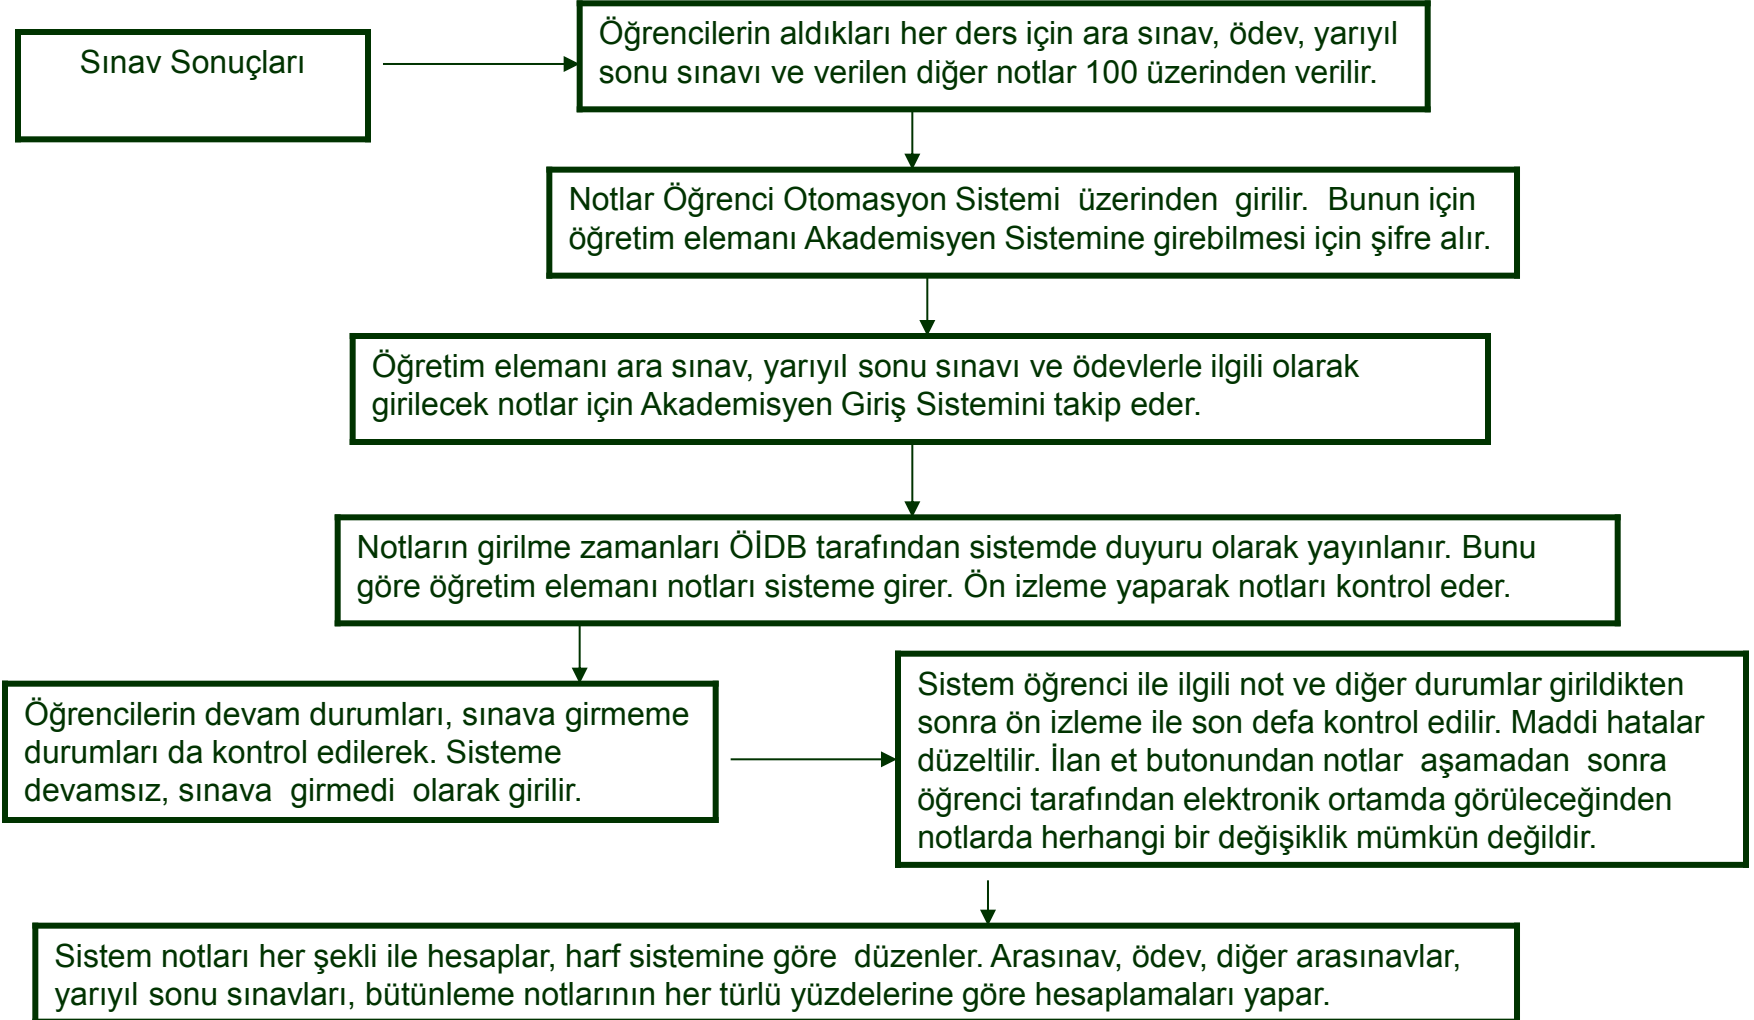 Sınav Sonuçları
Öğrencilerin aldıkları her ders için ara sınav, ödev, yarıyıl
sonu sınavı ve verilen diğer notlar 100 üzerinden verilir.
Notlar Öğrenci Otomasyon Sistemi üzerinden girilir. Bunun için
öğretim elemanı Akademisyen Sistemine girebilmesi için şifre alır.
Öğretim elemanı ara sınav, yarıyıl sonu sınavı ve ödevlerle ilgili olarak
girilecek notlar için Akademisyen Giriş Sistemini takip eder.
Notların girilme zamanları ÖİDB tarafından sistemde duyuru olarak yayınlanır. Bunu
göre öğretim elemanı notları sisteme girer. Ön izleme yaparak notları kontrol eder.
Öğrencilerin devam durumları, sınava girmeme
durumları da kontrol edilerek. Sisteme
devamsız, sınava girmedi olarak girilir.
Sistem öğrenci ile ilgili not ve diğer durumlar girildikten
sonra ön izleme ile son defa kontrol edilir. Maddi hatalar
düzeltilir. İlan et butonundan notlar aşamadan sonra
öğrenci tarafından elektronik ortamda görüleceğinden
notlarda herhangi bir değişiklik mümkün değildir.
Sistem notları her şekli ile hesaplar, harf sistemine göre düzenler. Arasınav, ödev, diğer arasınavlar,
yarıyıl sonu sınavları, bütünleme notlarının her türlü yüzdelerine göre hesaplamaları yapar.